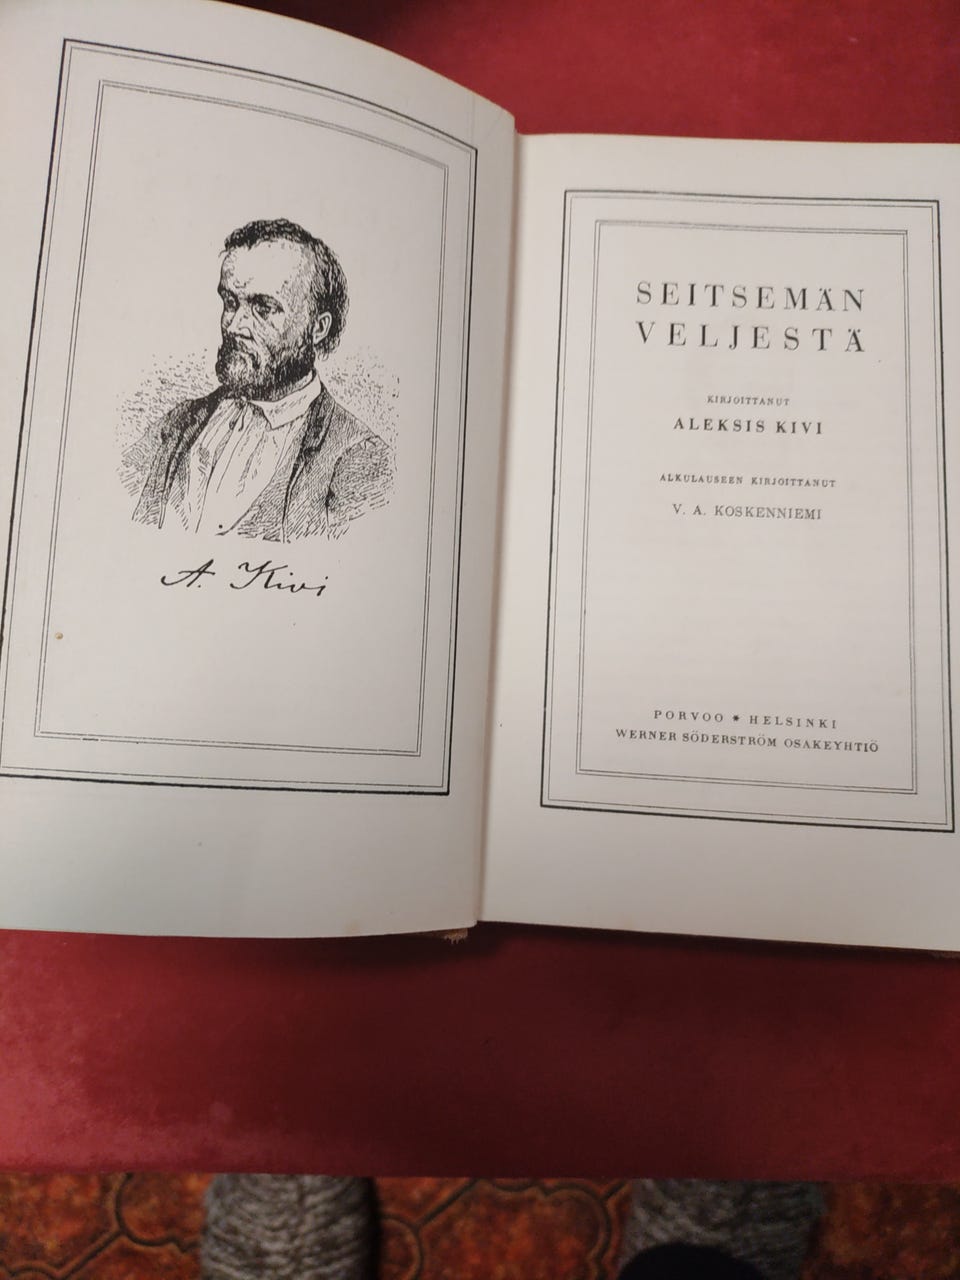 A. Kivi
SEITSEMÄN
VELJESTÄ
KIRJOITTANUT
ALEKSIS KIVI
ALKULAUSEEN KIRJOITTANUT
V. A. KOSKENNIEMI
PORVOO * HELSINKI
WERNER SÖDERSTRÖM OSAKEYHTIÖ